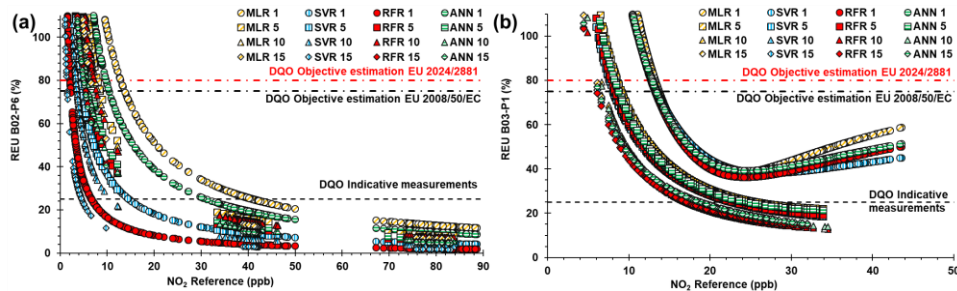 (a)
MLR 1 SVR 1 RFR 1 ANN 1
MLR 5 SVR 5 RFR 5 ANN 5
MLR 10 SVR 10 RFR 10 ANN 10
MLR 15 SVR 15 RFR 15 ANN 15
DQO Objective estimation EU 2024/2881
DQO Objective estimation EU 2008/50/EC
DQO Indicative measurements
REU B02-P6 (%)
100
80
60
40
20
0
0 10 20 30 40 50 60 70 80 90
NO₂ Reference (ppb)
(b)
MLR 1 SVR 1 RFR 1 ANN 1
MLR 5 SVR 5 RFR 5 ANN 5
MLR 10 SVR 10 RFR 10 ANN 10
MLR 15 SVR 15 RFR 15 ANN 15
DQO Objective estimation EU 2024/2881
DQO Objective estimation EU 2008/50/EC
DQO Indicative
measurements
REU B03-P1 (%)
100
80
60
40
20
0
0 10 20 30 40 50
NO₂ Reference (ppb)